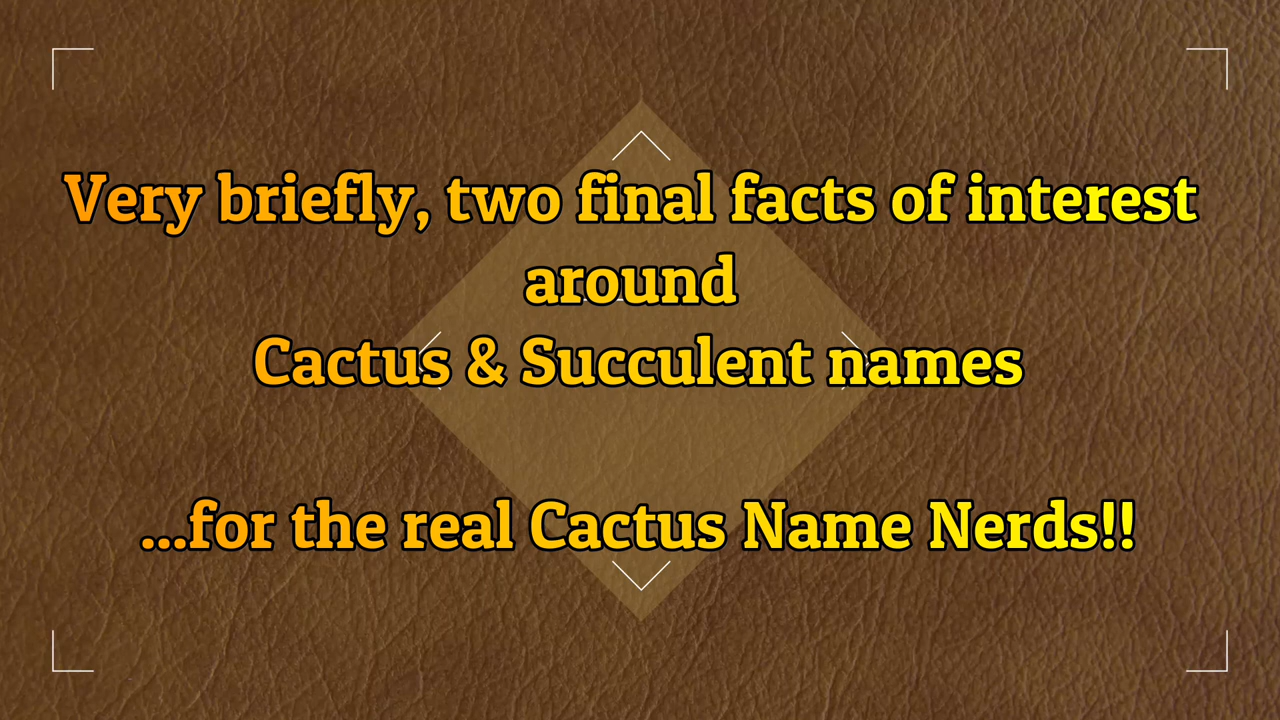 Very briefly, two final facts of interest
around
Cactus & Succulent names
...for the real Cactus Name Nerds!!